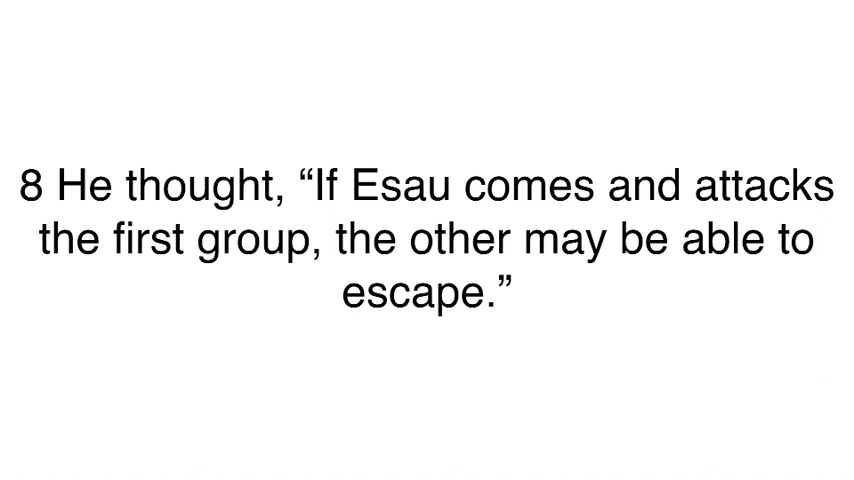 8 He thought, “If Esau comes and attacks
the first group, the other may be able to
escape.”